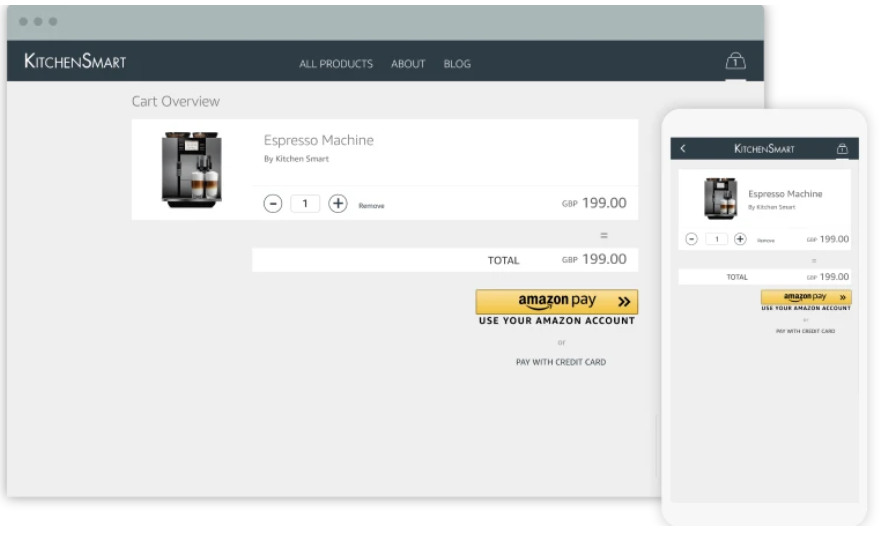 KITCHENSMART
ALL PRODUCTS ABOUT BLOG
1
Cart Overview
Espresso Machine
By Kitchen Smart
− 1 + Remove GBP 199.00
=
TOTAL GBP 199.00
amazon pay »
USE YOUR AMAZON ACCOUNT
or
PAY WITH CREDIT CARD
< KITCHENSMART 1
Espresso Machine
By Kitchen Smart
− 1 + Remove GBP 199.00
=
TOTAL GBP 199.00
amazon pay »
USE YOUR AMAZON ACCOUNT
or
PAY WITH CREDIT CARD